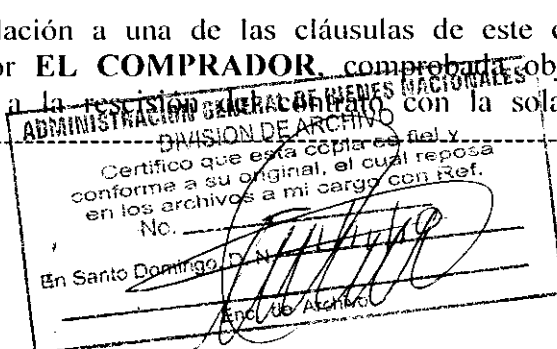 lación a una de las cláusulas de este c
or EL COMPRADOR, comprobada ob
a la rescisión del contrato con la sola
ADMINISTRACIÓN GENERAL DE BIENES NACIONALES
DIVISION DE ARCHIVO
Certifico que esta copia es fiel y
conforme a su original, el cual reposa
en los archivos a mi cargo con Ref.
No.
En Santo Domingo, D. N.
Enc. de Archivo